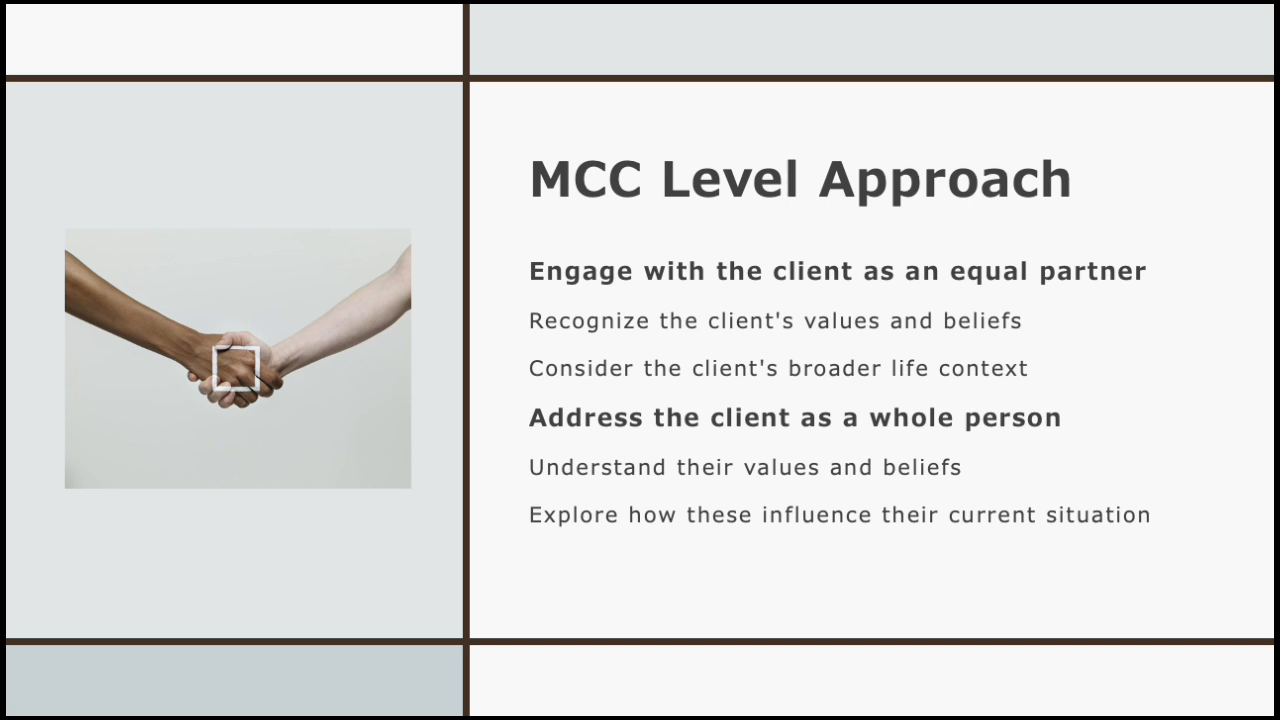 MCC Level Approach
Engage with the client as an equal partner
Recognize the client's values and beliefs
Consider the client's broader life context
Address the client as a whole person
Understand their values and beliefs
Explore how these influence their current situation